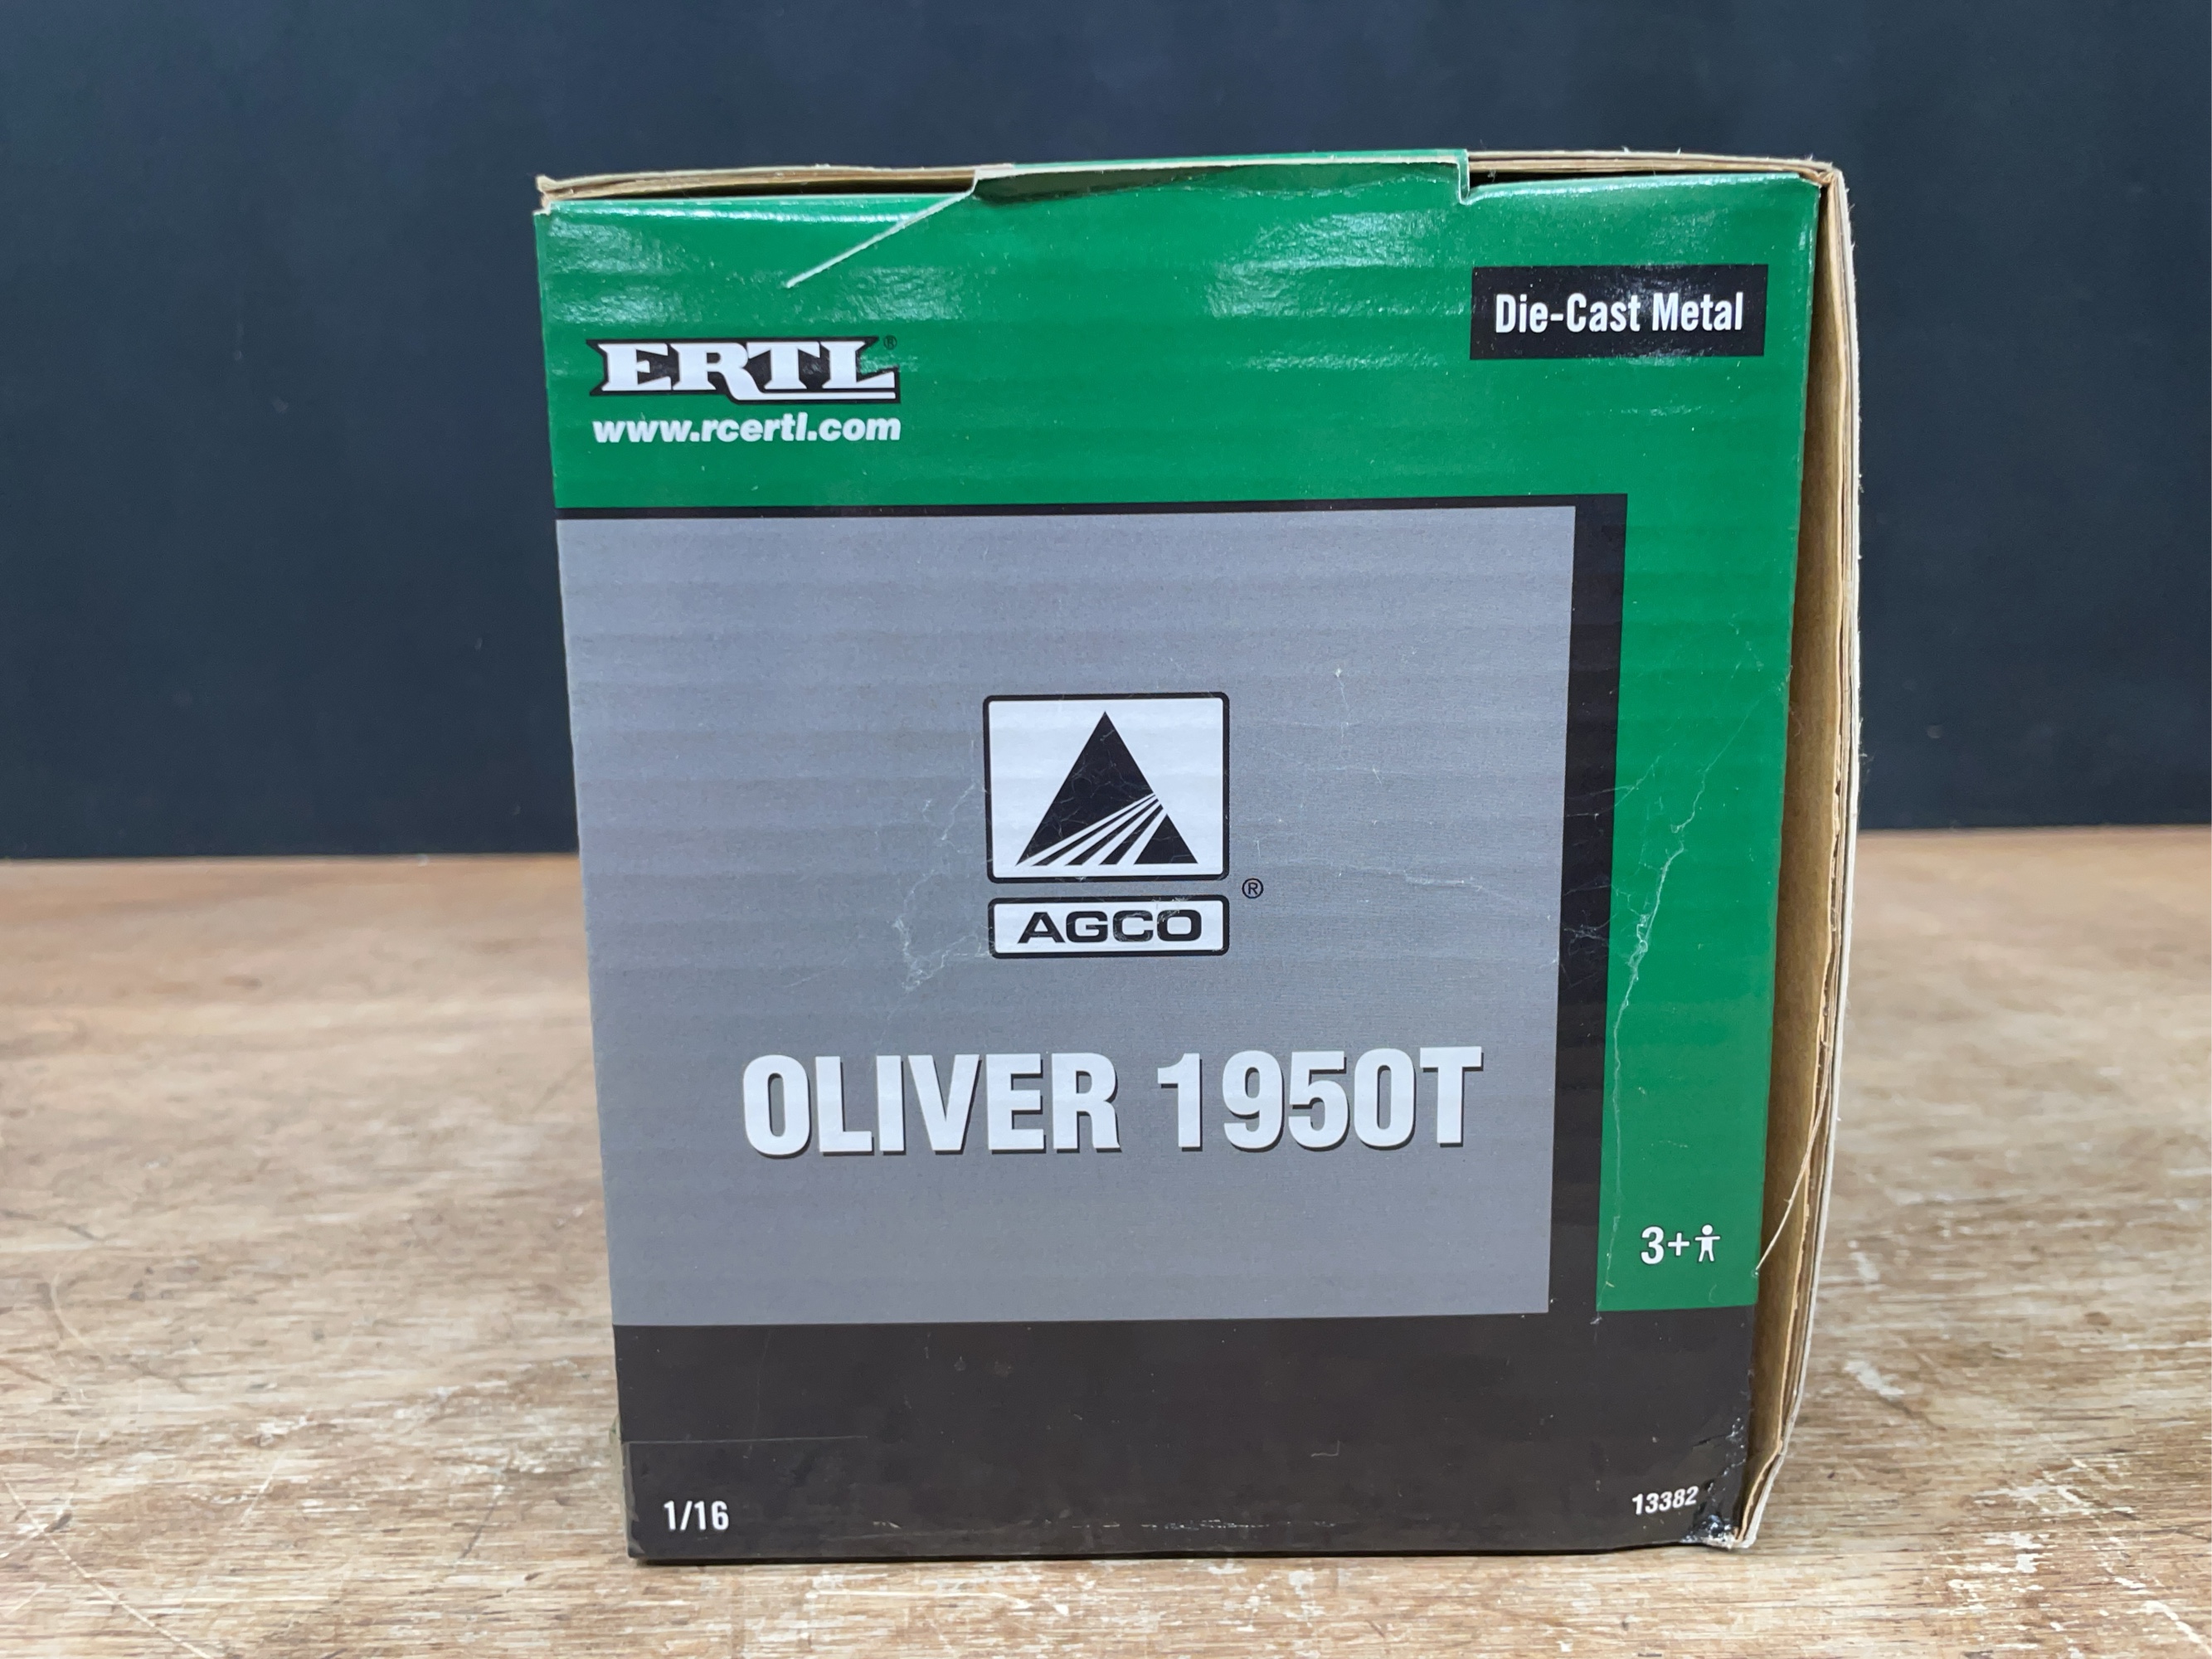 Die-Cast Metal
ERTL®
www.rcertl.com
®
AGCO
OLIVER 1950T
3+
1/16
13382